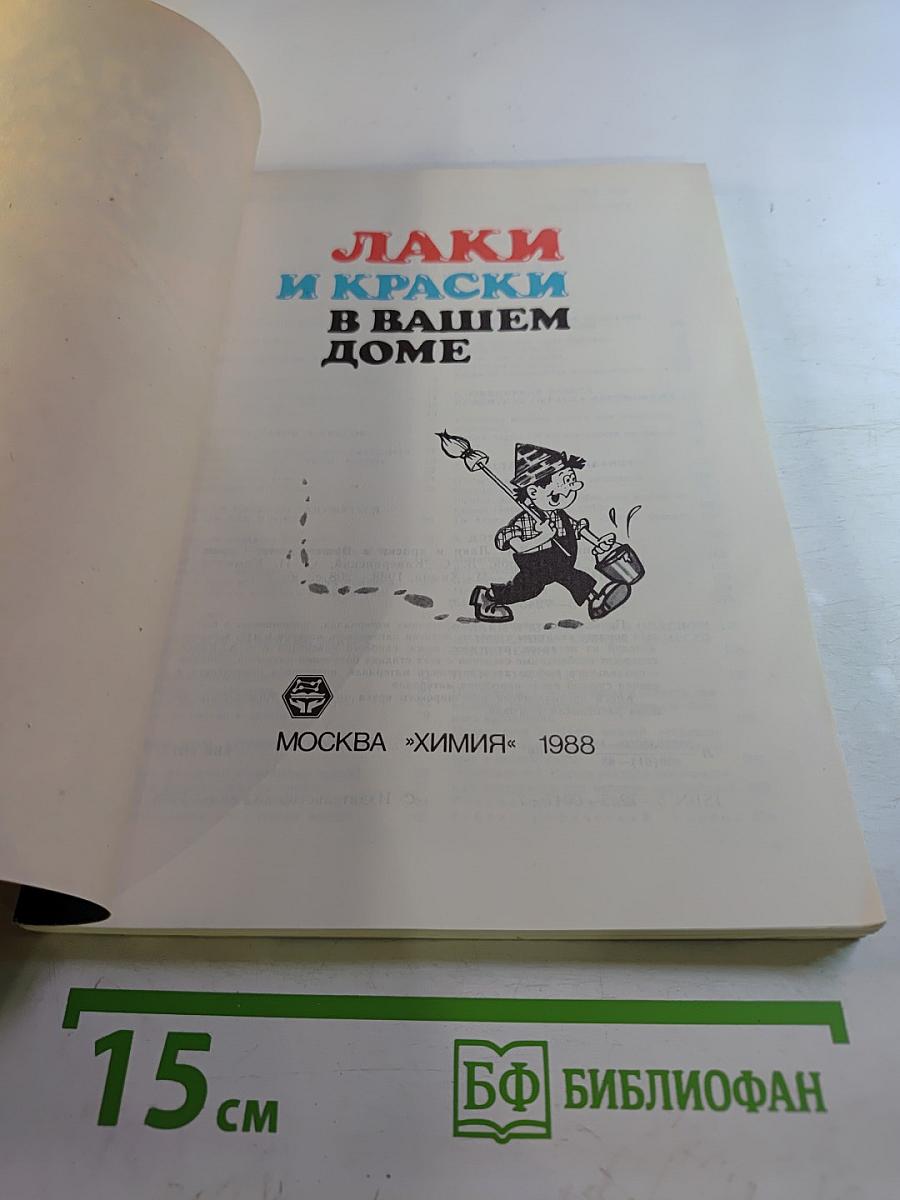 ЛАКИ
И КРАСКИ
В ВАШЕМ
ДОМЕ
МОСКВА »ХИМИЯ« 1988
15 см
БФ БИБЛИОФАН